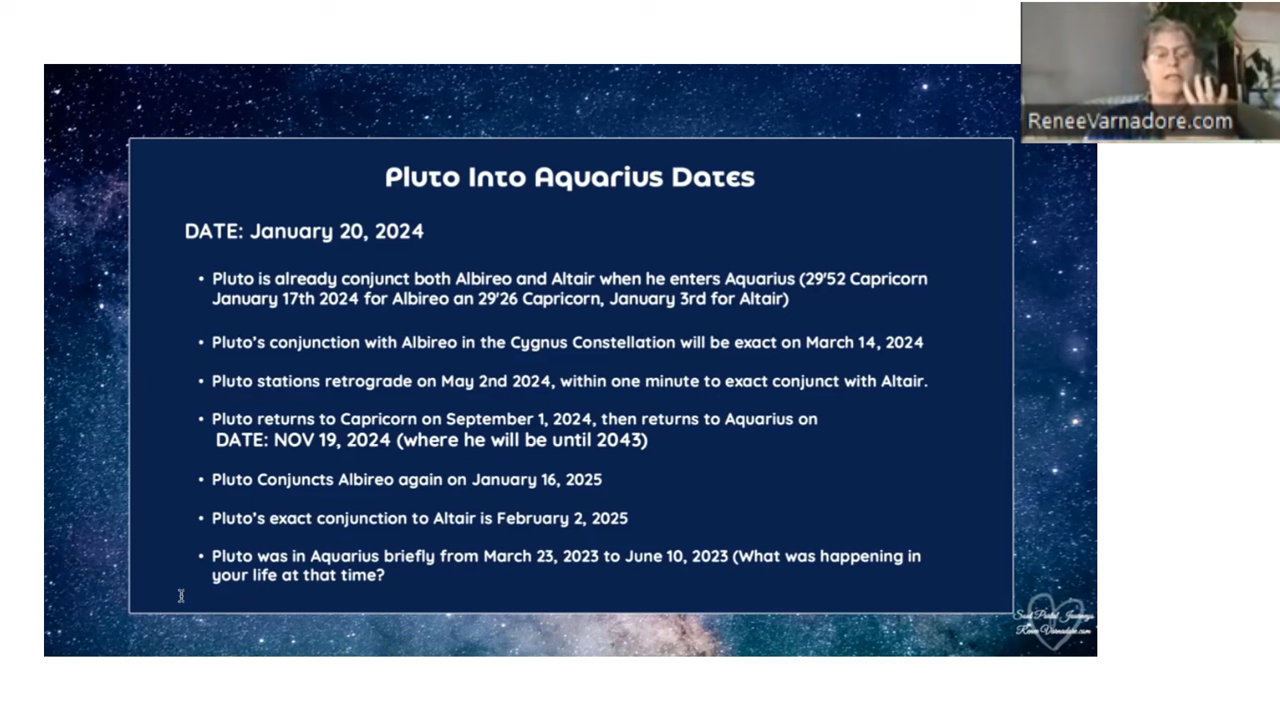 ReneeVarnadore.com
Pluto Into Aquarius Dates
DATE: January 20, 2024
• Pluto is already conjunct both Albireo and Altair when he enters Aquarius (29'52 Capricorn
January 17th 2024 for Albireo an 29'26 Capricorn, January 3rd for Altair)
• Pluto's conjunction with Albireo in the Cygnus Constellation will be exact on March 14, 2024
• Pluto stations retrograde on May 2nd 2024, within one minute to exact conjunct with Altair.
• Pluto returns to Capricorn on September 1, 2024, then returns to Aquarius on
DATE: NOV 19, 2024 (where he will be until 2043)
• Pluto Conjuncts Albireo again on January 16, 2025
• Pluto's exact conjunction to Altair is February 2, 2025
• Pluto was in Aquarius briefly from March 23, 2023 to June 10, 2023 (What was happening in
your life at that time?
Soul Portal Journeys
Renee Varnadore.com